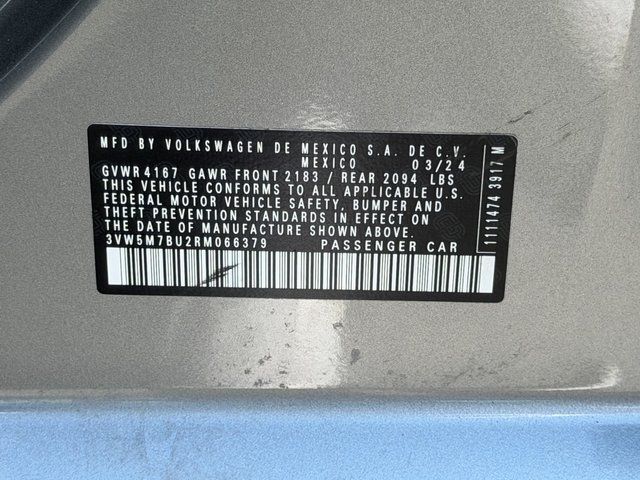 MFD BY VOLKSWAGEN DE MEXICO S.A. DE C.V.
MEXICO 03/24
GVWR 4167 GAWR FRONT 2183 / REAR 2094 LBS
THIS VEHICLE CONFORMS TO ALL APPLICABLE U.S.
FEDERAL MOTOR VEHICLE SAFETY, BUMPER AND
THEFT PREVENTION STANDARDS IN EFFECT ON
THE DATE OF MANUFACTURE SHOWN ABOVE.
3VW5M7BU2RM066379 PASSENGER CAR
11111474 3917 M